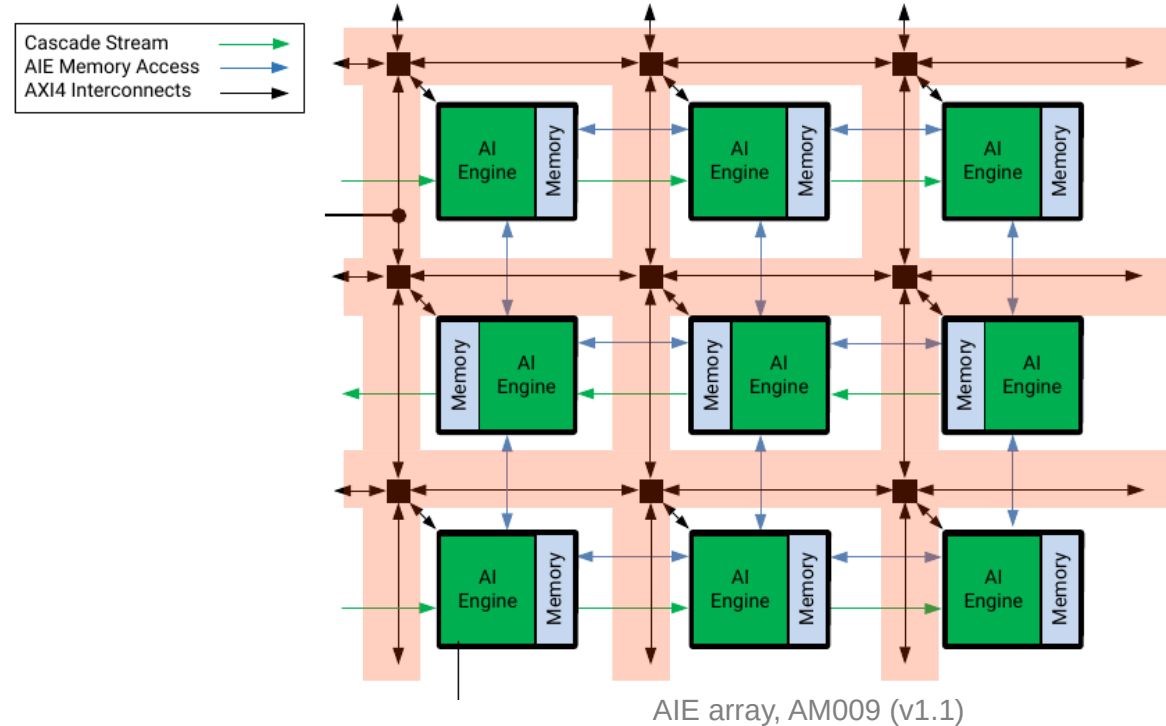 Cascade Stream
AIE Memory Access
AXI4 Interconnects
AI
Engine
Memory
AI
Engine
Memory
AI
Engine
Memory
Memory
AI
Engine
Memory
AI
Engine
Memory
AI
Engine
AI
Engine
Memory
AI
Engine
Memory
AI
Engine
Memory
AIE array, AM009 (v1.1)